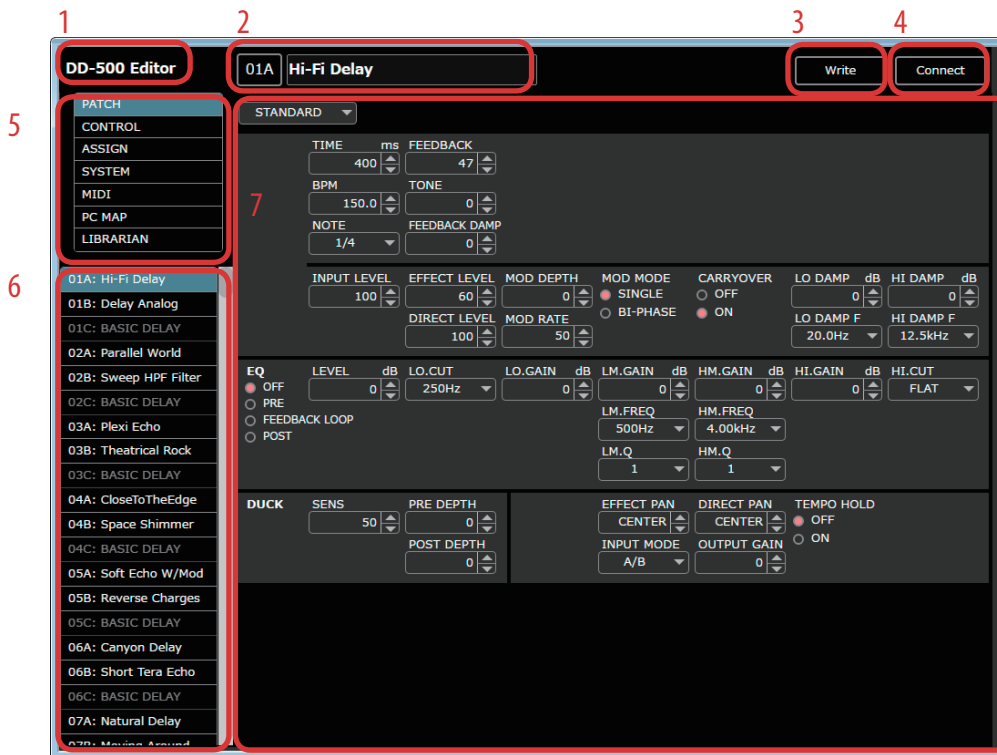 1 2 3 4
DD-500 Editor
01A Hi-Fi Delay
Write
Connect
5
PATCH
CONTROL
ASSIGN
SYSTEM
MIDI
PC MAP
LIBRARIAN
6
01A: Hi-Fi Delay
01B: Delay Analog
01C: BASIC DELAY
02A: Parallel World
02B: Sweep HPF Filter
02C: BASIC DELAY
03A: Plexi Echo
03B: Theatrical Rock
03C: BASIC DELAY
04A: CloseToTheEdge
04B: Space Shimmer
04C: BASIC DELAY
05A: Soft Echo W/Mod
05B: Reverse Charges
05C: BASIC DELAY
06A: Canyon Delay
06B: Short Tera Echo
06C: BASIC DELAY
07A: Natural Delay
07B: Moving Around
STANDARD
7
TIME ms FEEDBACK
400 47
BPM TONE
150.0 0
NOTE FEEDBACK DAMP
1/4 0
INPUT LEVEL EFFECT LEVEL MOD DEPTH MOD MODE CARRYOVER LO DAMP dB HI DAMP dB
100 60 0 SINGLE OFF 0 0
DIRECT LEVEL MOD RATE BI-PHASE ON LO DAMP F HI DAMP F
100 50 20.0Hz 12.5kHz
EQ LEVEL dB LO.CUT LO.GAIN dB LM.GAIN dB HM.GAIN dB HI.GAIN dB HI.CUT
OFF 0 250Hz 0 0 0 0 FLAT
PRE
FEEDBACK LOOP
POST
LM.FREQ HM.FREQ
500Hz 4.00kHz
LM.Q HM.Q
1 1
DUCK SENS PRE DEPTH
50 0
POST DEPTH
0
EFFECT PAN DIRECT PAN TEMPO HOLD
CENTER CENTER OFF
INPUT MODE OUTPUT GAIN ON
A/B 0